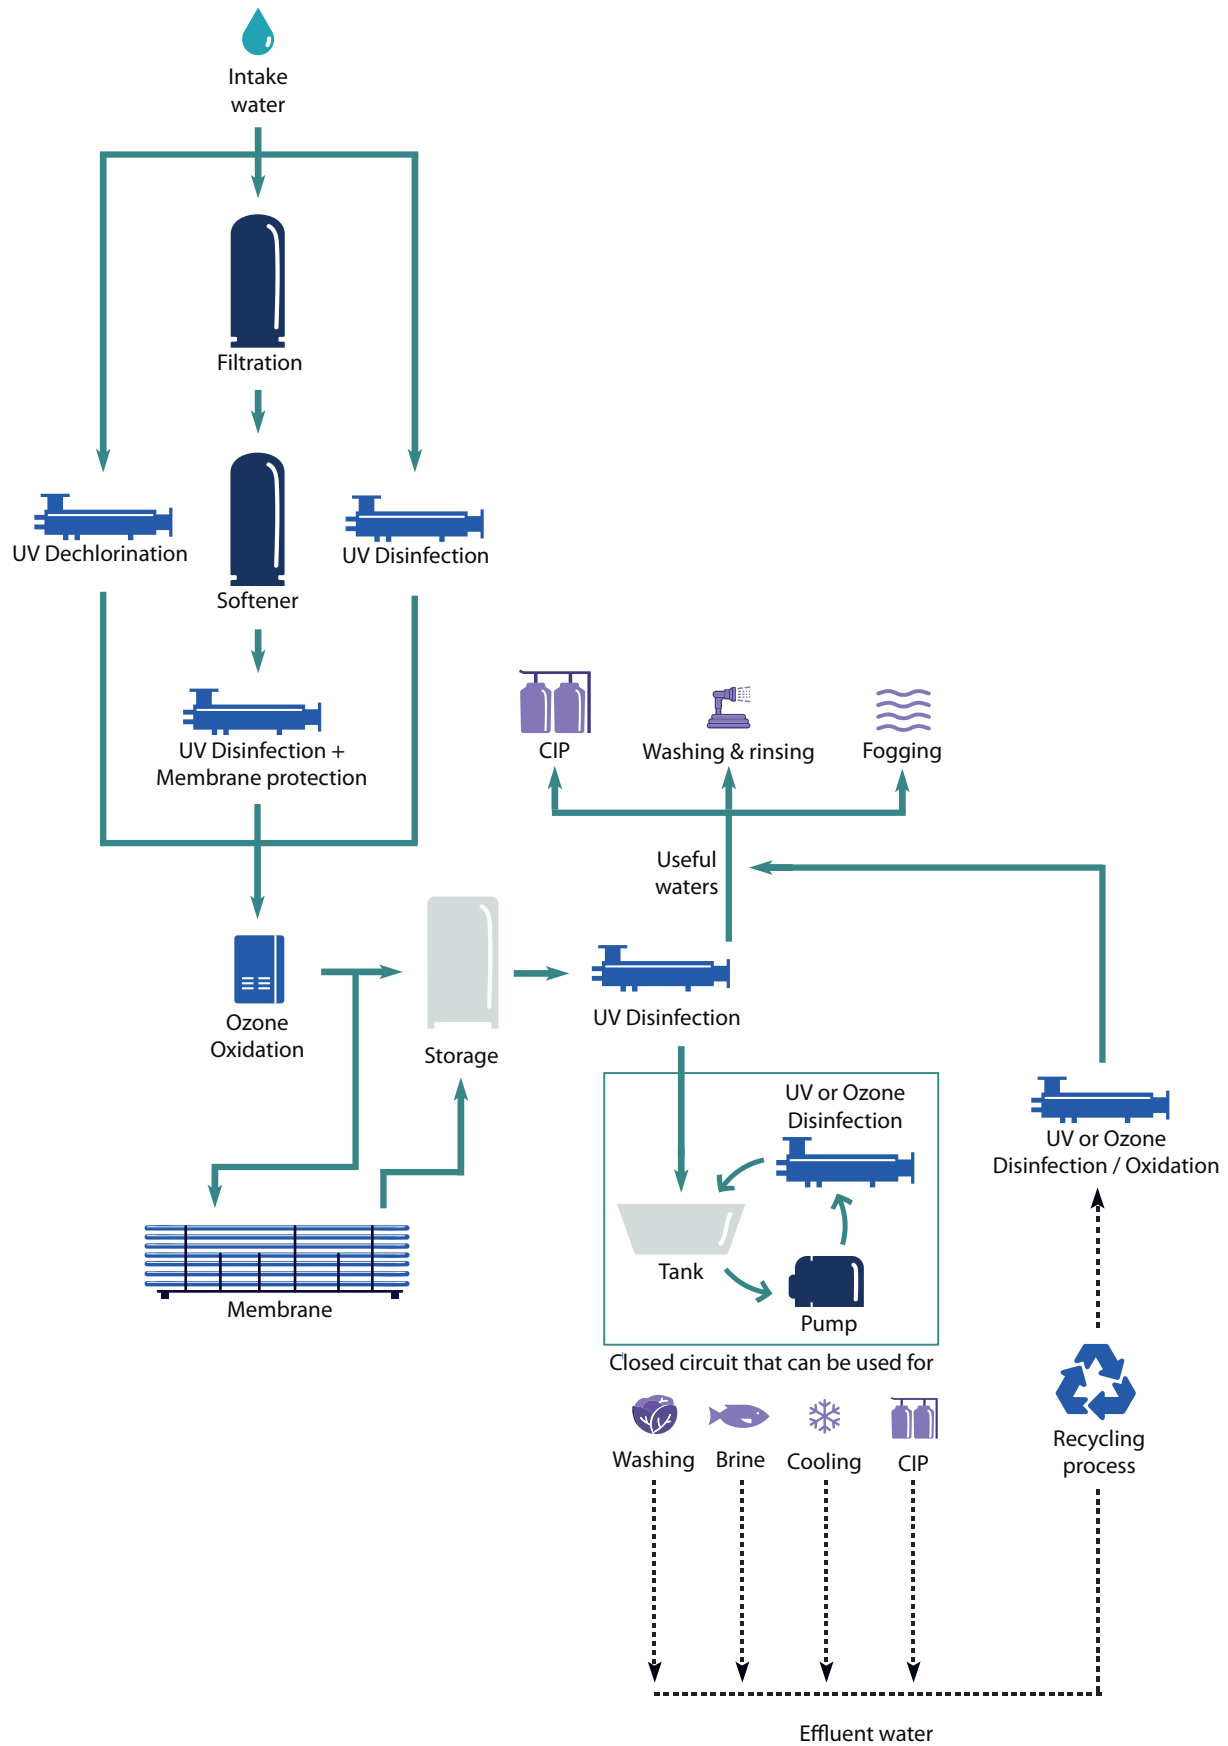 Intake
water
Filtration
UV Dechlorination
UV Disinfection
Softener
UV Disinfection +
Membrane protection
CIP
Washing & rinsing
Fogging
Useful
waters
Ozone
Oxidation
Storage
UV Disinfection
Membrane
UV or Ozone
Disinfection
Tank
Pump
Closed circuit that can be used for
Washing
Brine
Cooling
CIP
UV or Ozone
Disinfection / Oxidation
Recycling
process
Effluent water